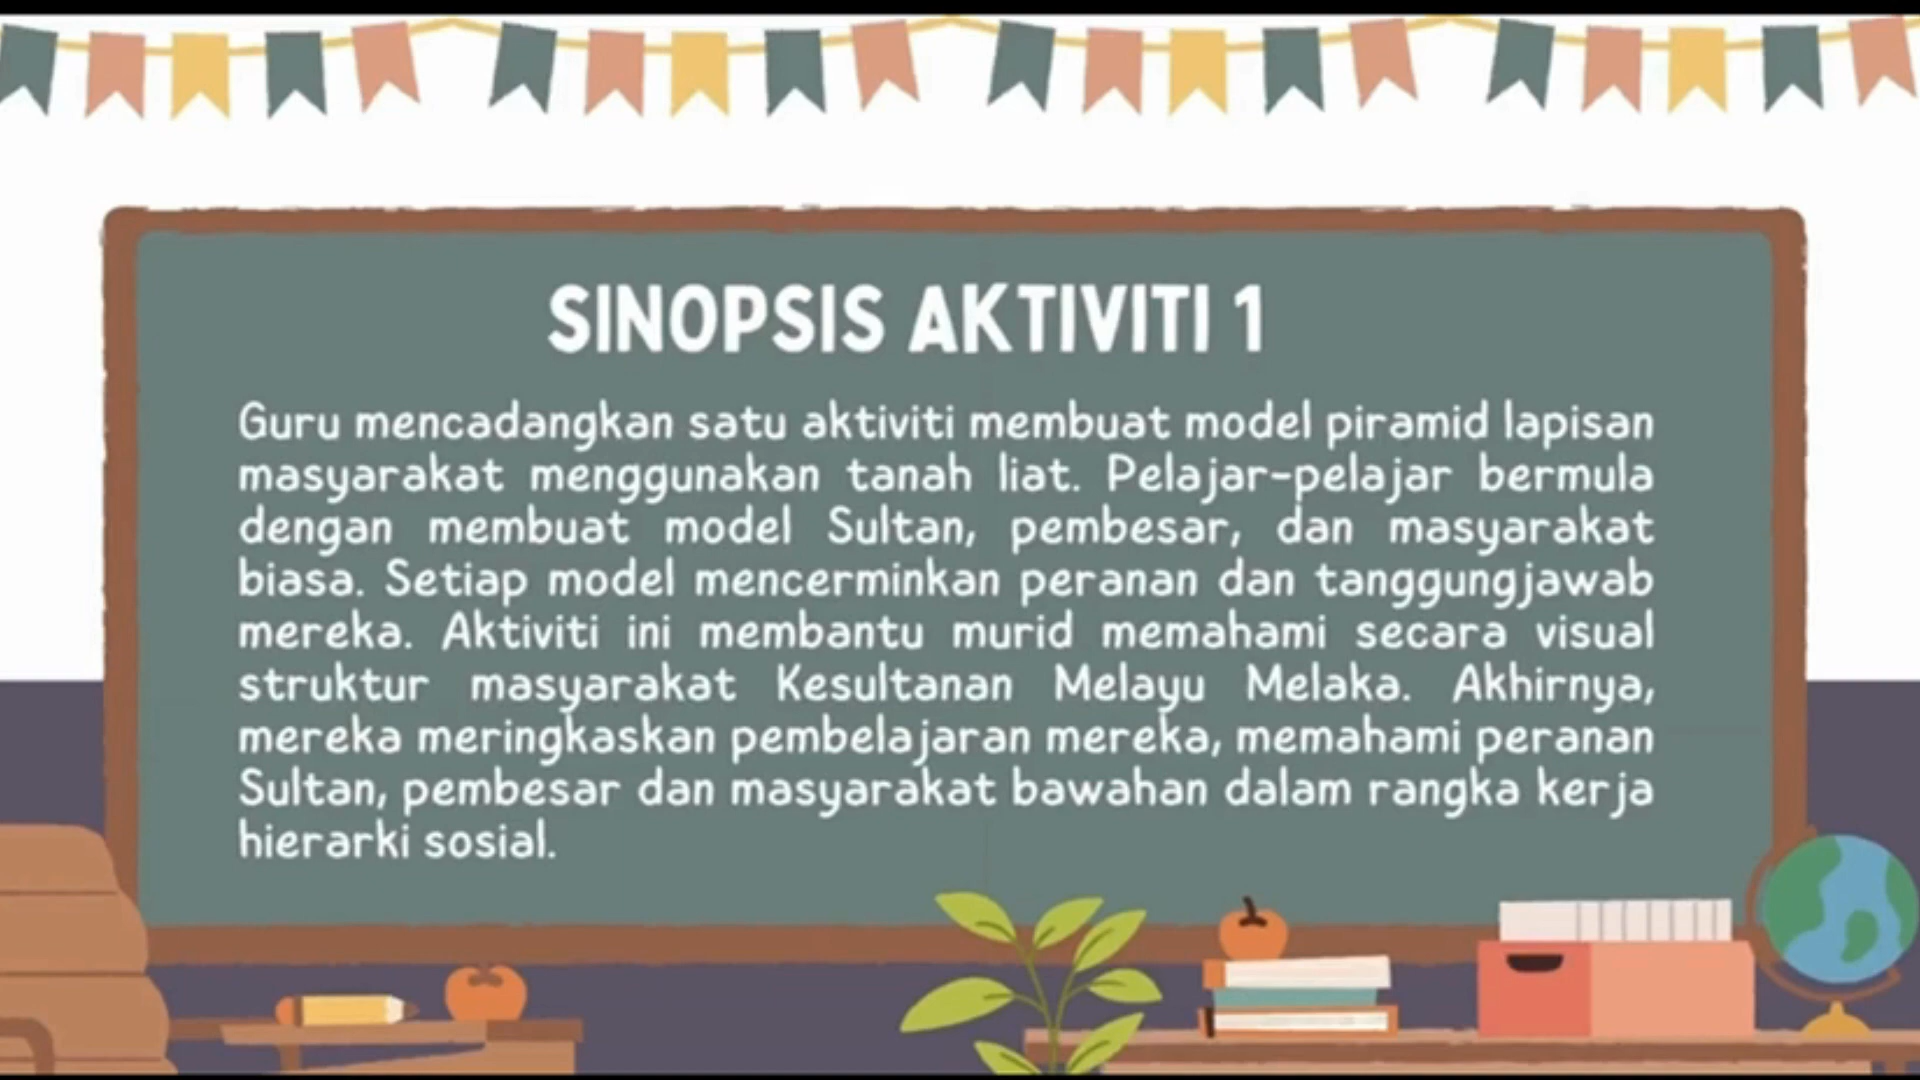 SINOPSIS AKTIVITI 1
Guru mencadangkan satu aktiviti membuat model piramid lapisan
masyarakat menggunakan tanah liat. Pelajar-pelajar bermula
dengan membuat model Sultan, pembesar, dan masyarakat
biasa. Setiap model mencerminkan peranan dan tanggungjawab
mereka. Aktiviti ini membantu murid memahami secara visual
struktur masyarakat Kesultanan Melayu Melaka. Akhirnya,
mereka meringkaskan pembelajaran mereka, memahami peranan
Sultan, pembesar dan masyarakat bawahan dalam rangka kerja
hierarki sosial.